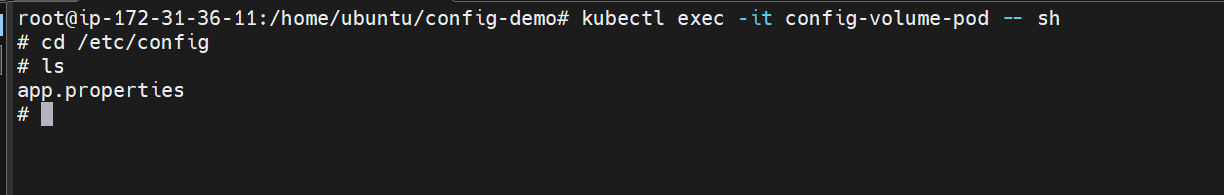 root@ip-172-31-36-11:/home/ubuntu/config-demo# kubectl exec -it config-volume-pod -- sh
# cd /etc/config
# ls
app.properties
#